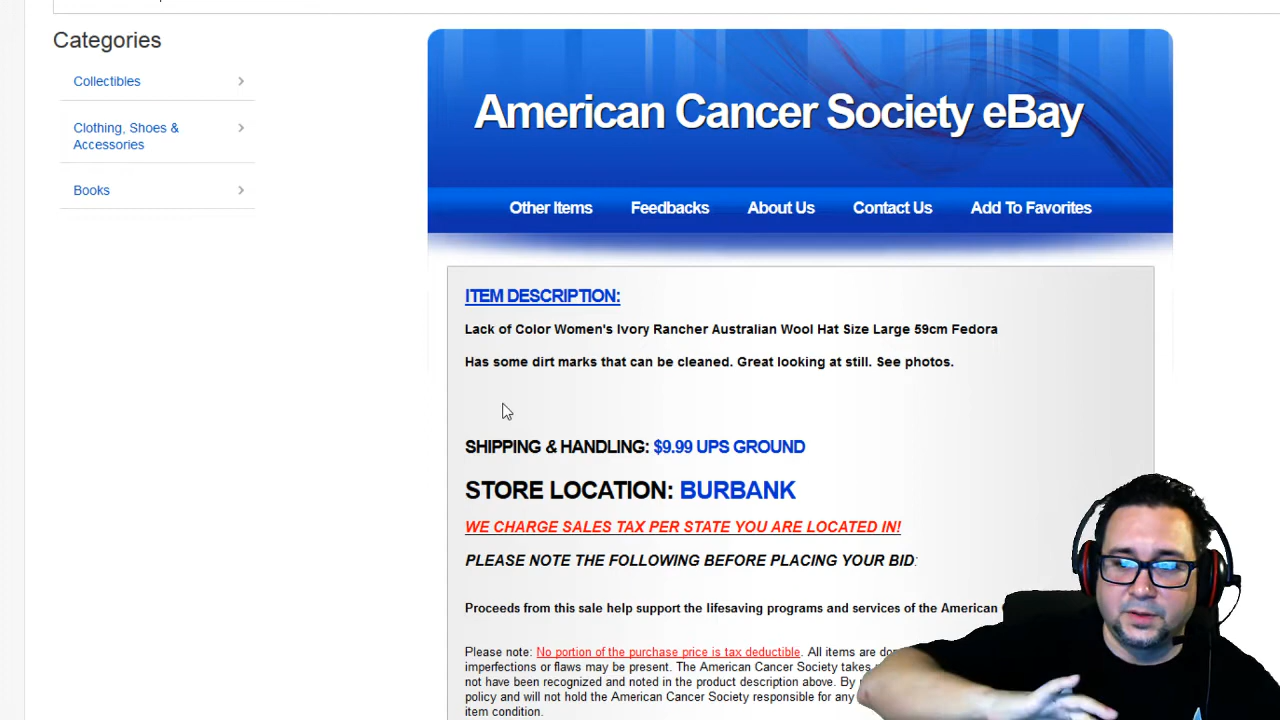 Categories
Collectibles
Clothing, Shoes &
Accessories
Books
American Cancer Society eBay
Other Items Feedbacks About Us Contact Us Add To Favorites
ITEM DESCRIPTION:
Lack of Color Women's Ivory Rancher Australian Wool Hat Size Large 59cm Fedora
Has some dirt marks that can be cleaned. Great looking at still. See photos.
SHIPPING & HANDLING: $9.99 UPS GROUND
STORE LOCATION: BURBANK
WE CHARGE SALES TAX PER STATE YOU ARE LOCATED IN!
PLEASE NOTE THE FOLLOWING BEFORE PLACING YOUR BID:
Proceeds from this sale help support the lifesaving programs and services of the American
Please note: No portion of the purchase price is tax deductible. All items are
imperfections or flaws may be present. The American Cancer Society takes
not have been recognized and noted in the product description above. By
policy and will not hold the American Cancer Society responsible for any
item condition.